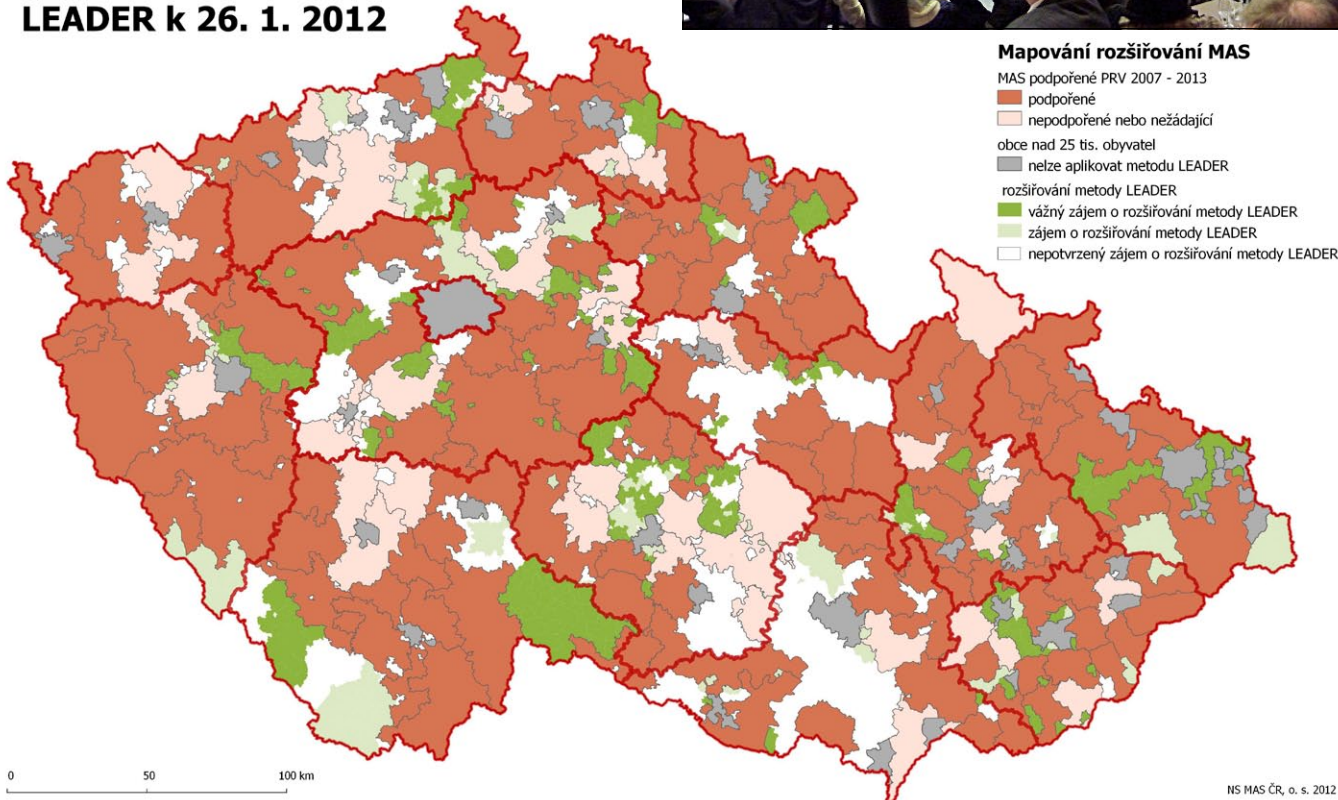 LEADER k 26. 1. 2012
Mapování rozšiřování MAS
MAS podpořené PRV 2007 - 2013
podpořené
nepodpořené nebo nežádající
obce nad 25 tis. obyvatel
nelze aplikovat metodu LEADER
rozšiřování metody LEADER
vážný zájem o rozšiřování metody LEADER
zájem o rozšiřování metody LEADER
nepotvrzený zájem o rozšiřování metody LEADER
0 50 100 km
NS MAS ČR, o. s. 2012